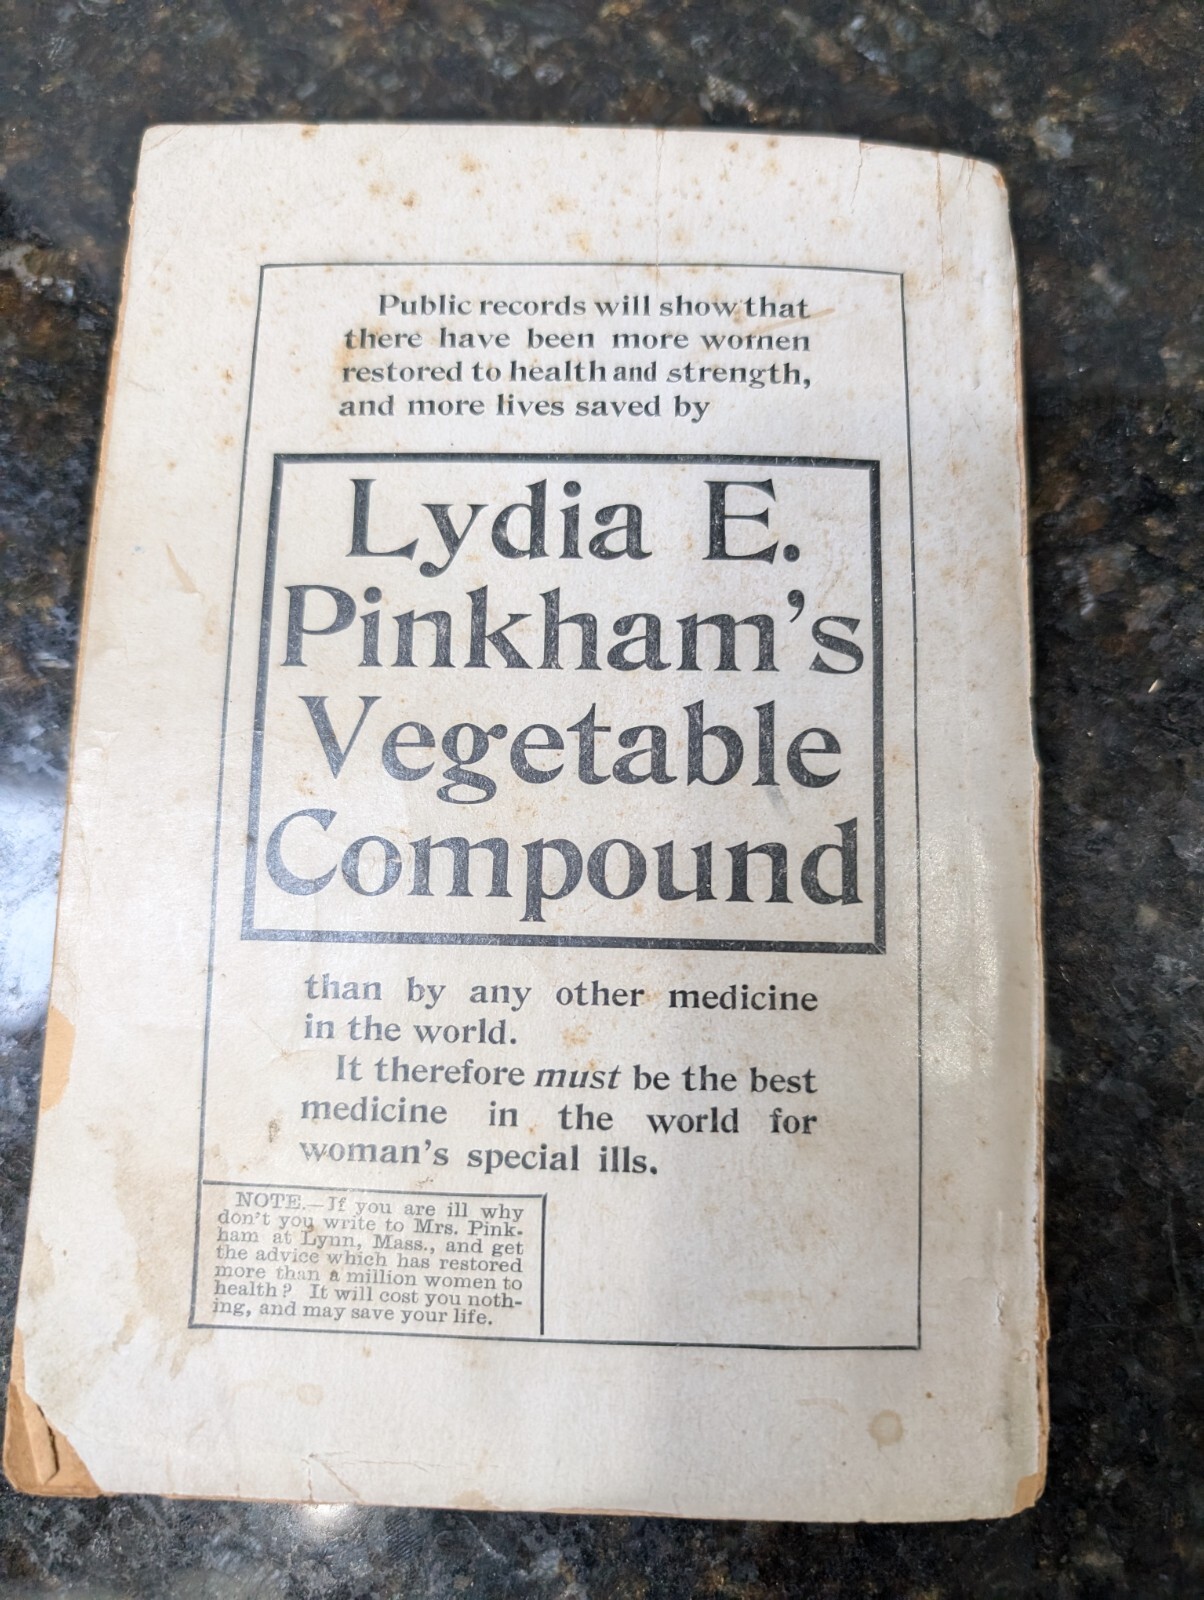 Public records will show that
there have been more women
restored to health and strength,
and more lives saved by
Lydia E.
Pinkham's
Vegetable
Compound
than by any other medicine
in the world.
It therefore must be the best
medicine in the world for
woman's special ills.
NOTE.—If you are ill why
don't you write to Mrs. Pink-
ham at Lynn, Mass., and get
the advice which has restored
more than a million women to
health? It will cost you noth-
ing, and may save your life.